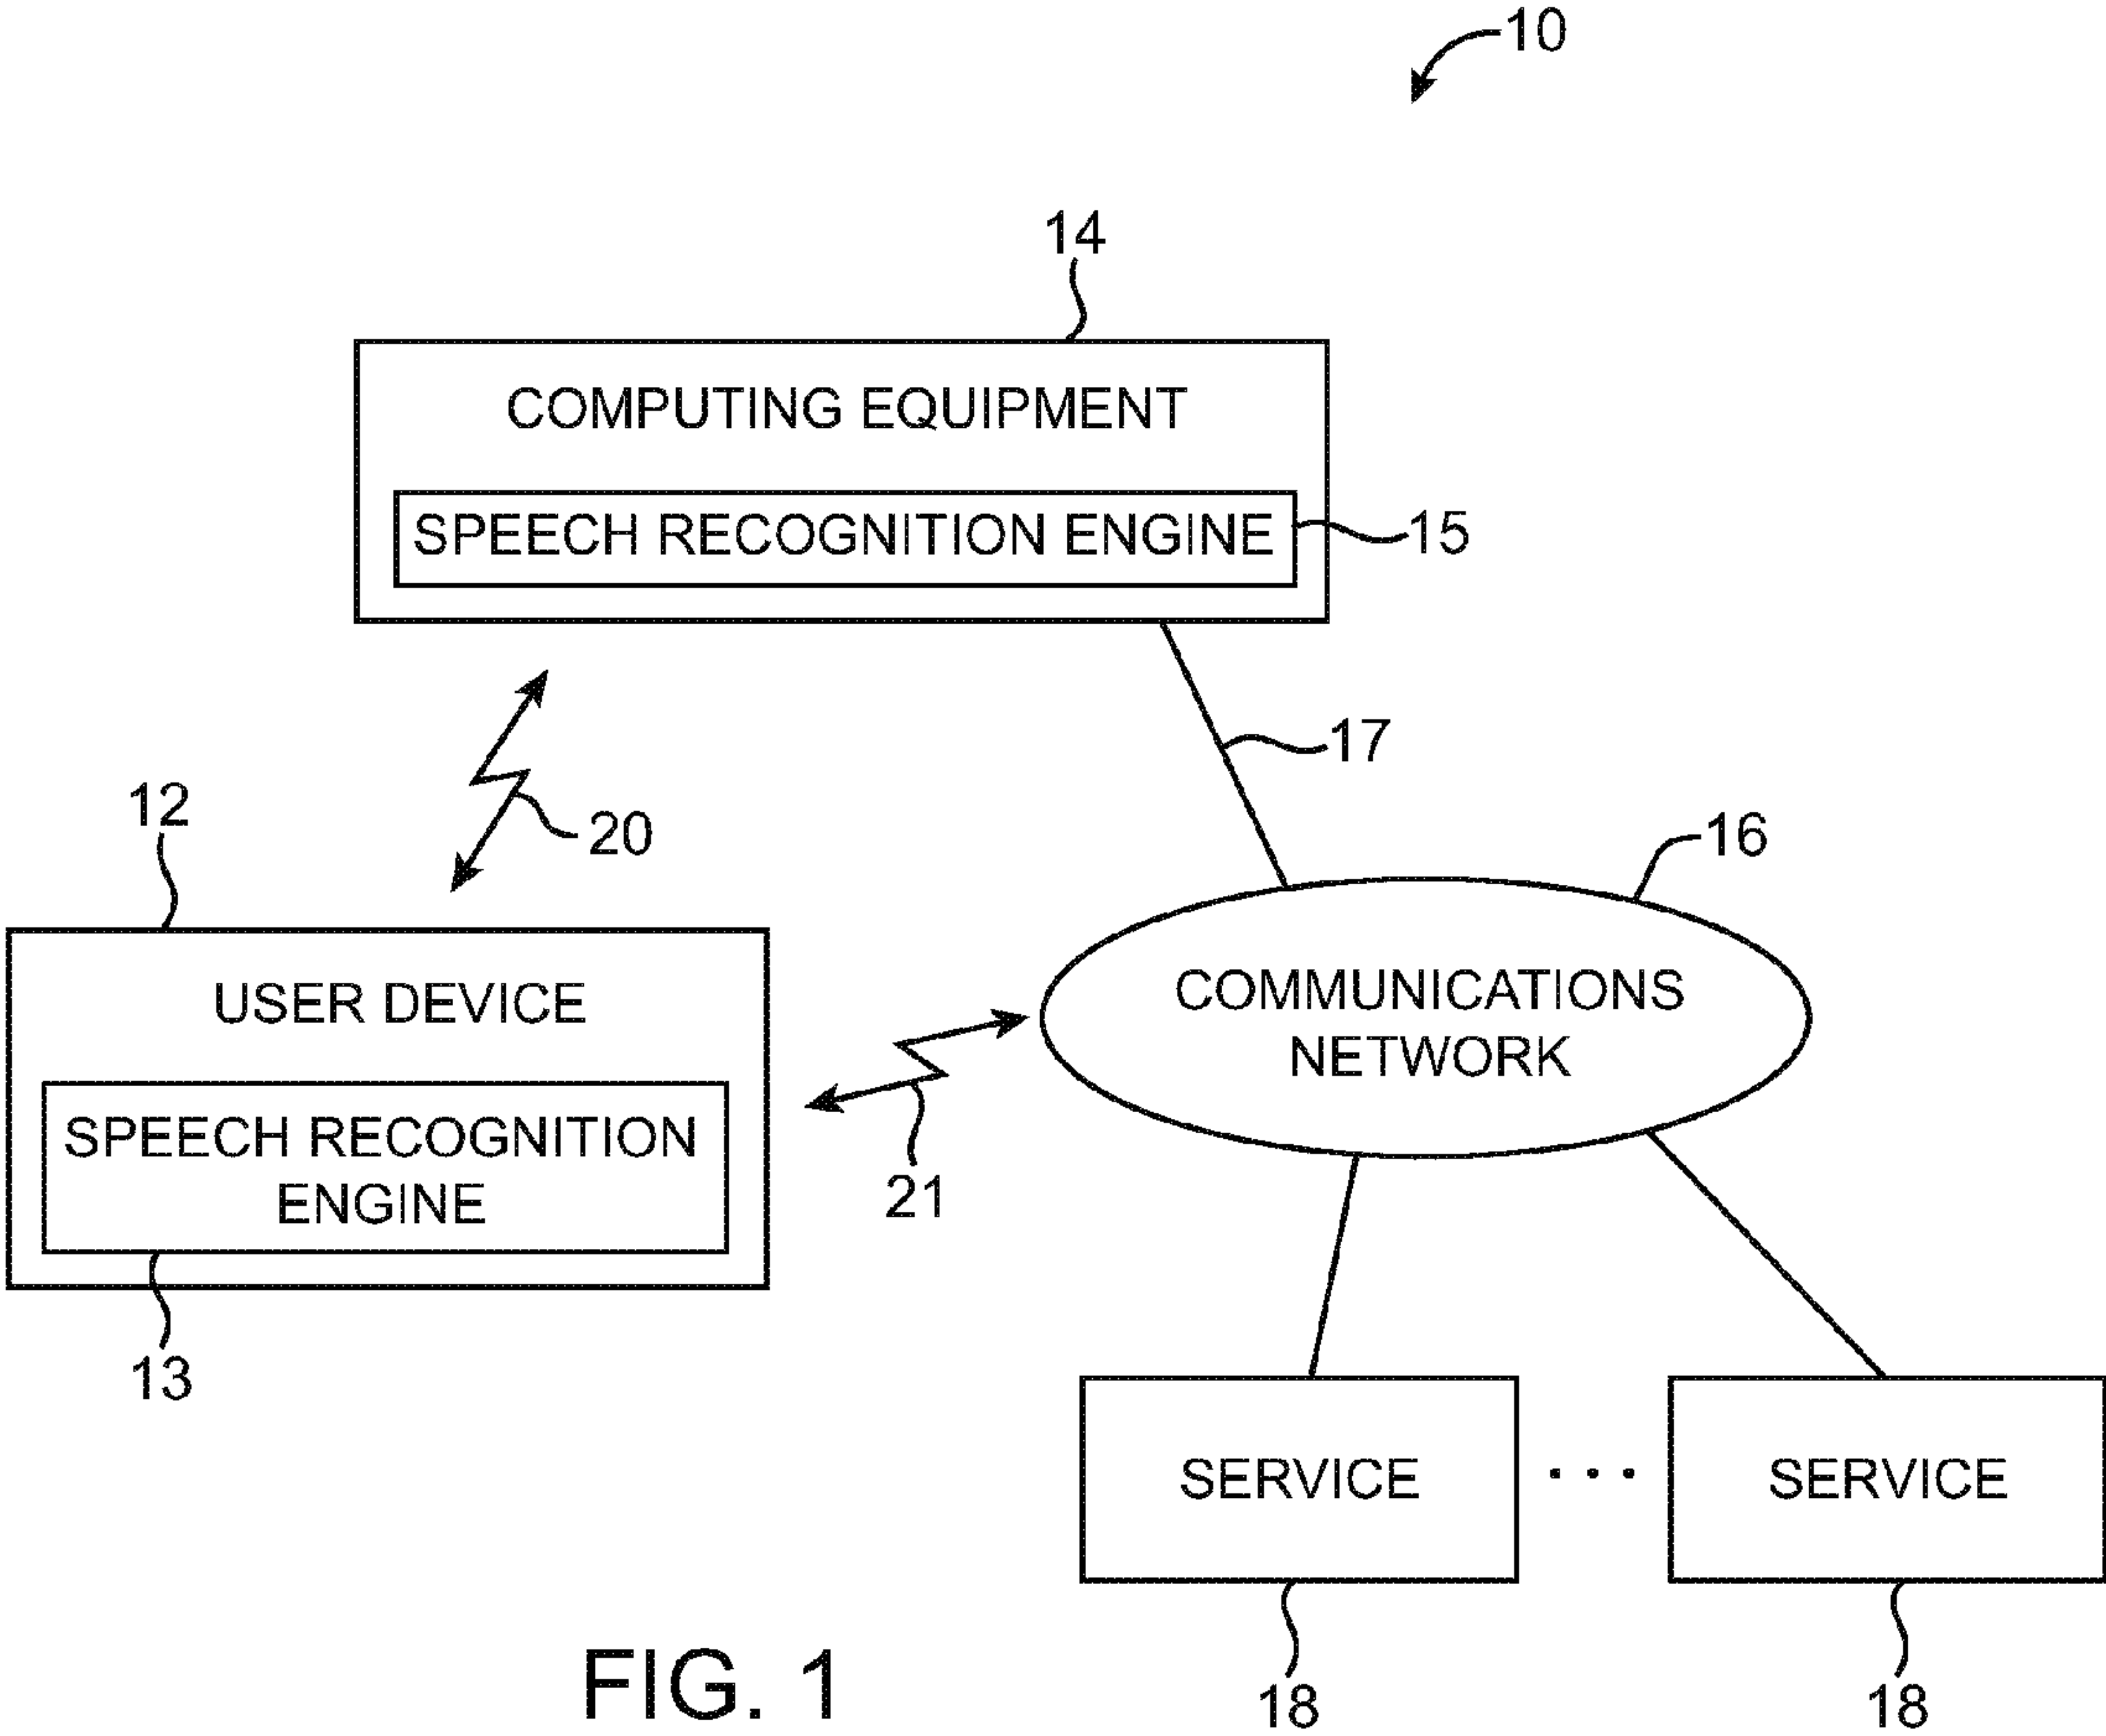 10
14
COMPUTING EQUIPMENT
SPEECH RECOGNITION ENGINE
15
17
12
20
16
USER DEVICE
COMMUNICATIONS
NETWORK
SPEECH RECOGNITION
ENGINE
21
13
SERVICE
. . .
SERVICE
FIG. 1
18
18